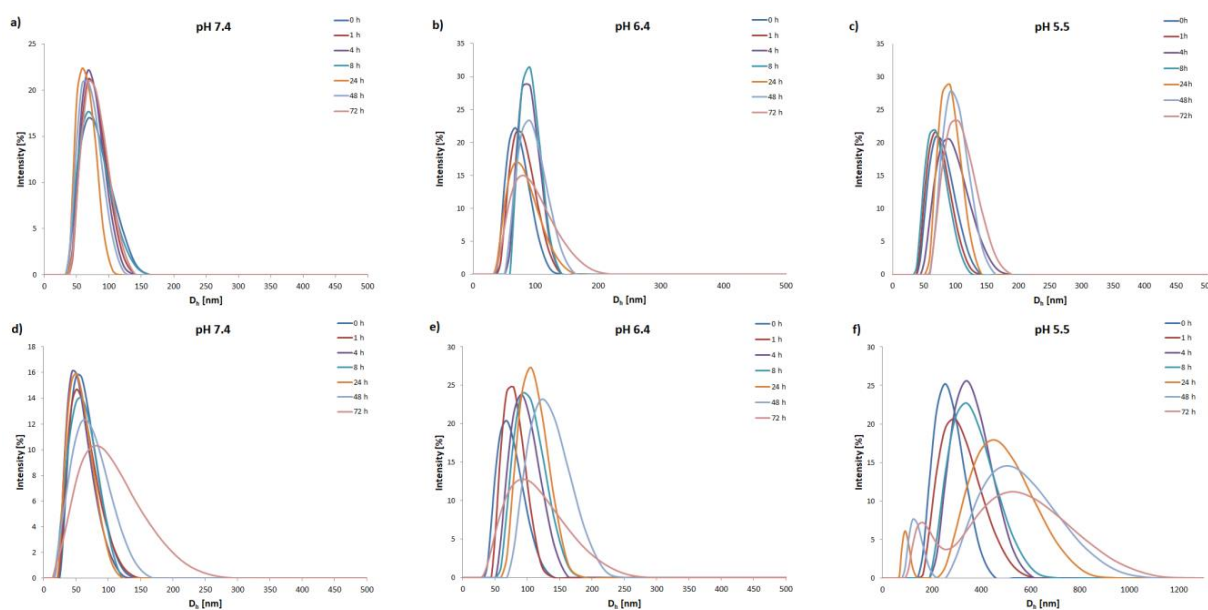 a)
pH 7.4
0 h
1 h
4 h
8 h
24 h
48 h
72 h
25
20
15
10
5
0
Intensity [%]
0 50 100 150 200 250 300 350 400 450 500
Dh [nm]
b)
pH 6.4
0 h
1 h
4 h
8 h
24 h
48 h
72 h
35
30
25
20
15
10
5
0
Intensity [%]
0 100 200 300 400 500
Dh [nm]
c)
pH 5.5
0h
1h
4h
8h
24h
48h
72h
35
30
25
20
15
10
5
0
Intensity [%]
0 50 100 150 200 250 300 350 400 450 500
Dh [nm]
d)
pH 7.4
0 h
1 h
4 h
8 h
24 h
48 h
72 h
18
16
14
12
10
8
6
4
2
0
Intensity [%]
0 50 100 150 200 250 300 350 400 450 500
Dh [nm]
e)
pH 6.4
0 h
1 h
4 h
8 h
24 h
48 h
72 h
30
25
20
15
10
5
0
Intensity [%]
0 50 100 150 200 250 300 350 400 450 500
Dh [nm]
f)
pH 5.5
0 h
1 h
4 h
8 h
24 h
48 h
72 h
30
25
20
15
10
5
0
Intensity [%]
0 200 400 600 800 1000 1200
Dh [nm]